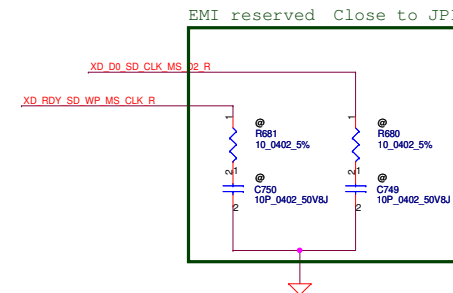 EMI reserved Close to JP
XD_D0_SD_CLK_MS_D2_R
XD_RDY_SD_WP_MS_CLK_R
1
@
R681
10_0402_5%
1
@
R680
10_0402_5%
2
1
@
C750
10P_0402_50V8J
2
2
1
@
C749
10P_0402_50V8J
2